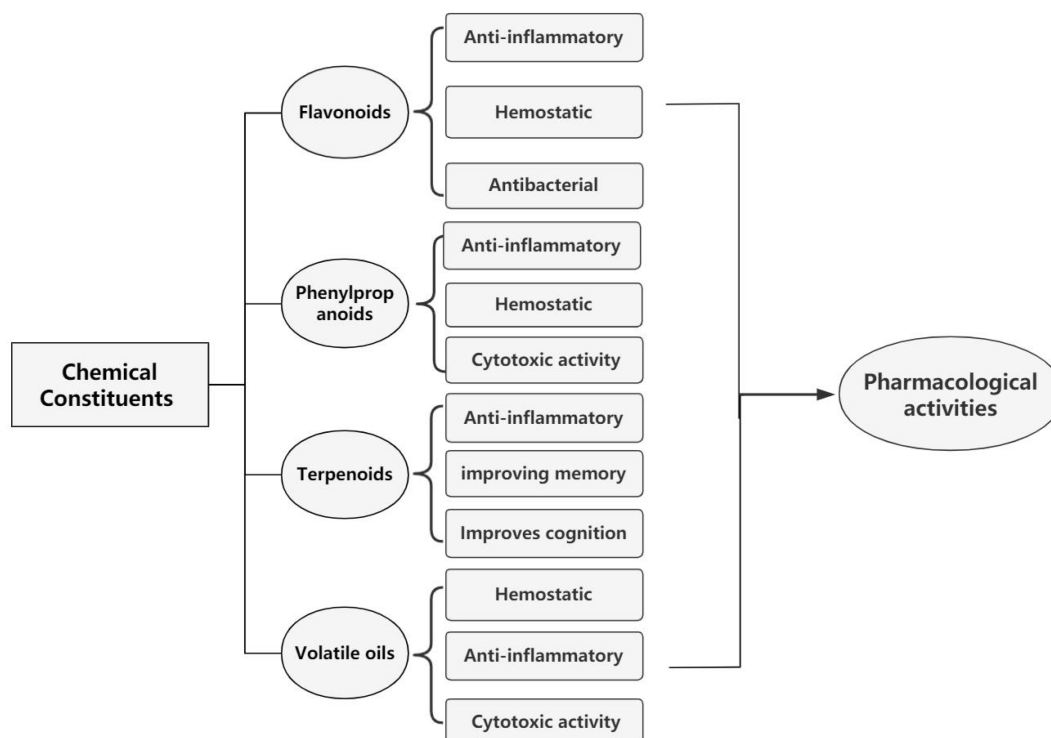 Anti-inflammatory
Flavonoids
Hemostatic
Antibacterial
Anti-inflammatory
Phenylprop
anoids
Hemostatic
Cytotoxic activity
Chemical
Constituents
Pharmacological
activities
Anti-inflammatory
Terpenoids
improving memory
Improves cognition
Hemostatic
Volatile oils
Anti-inflammatory
Cytotoxic activity